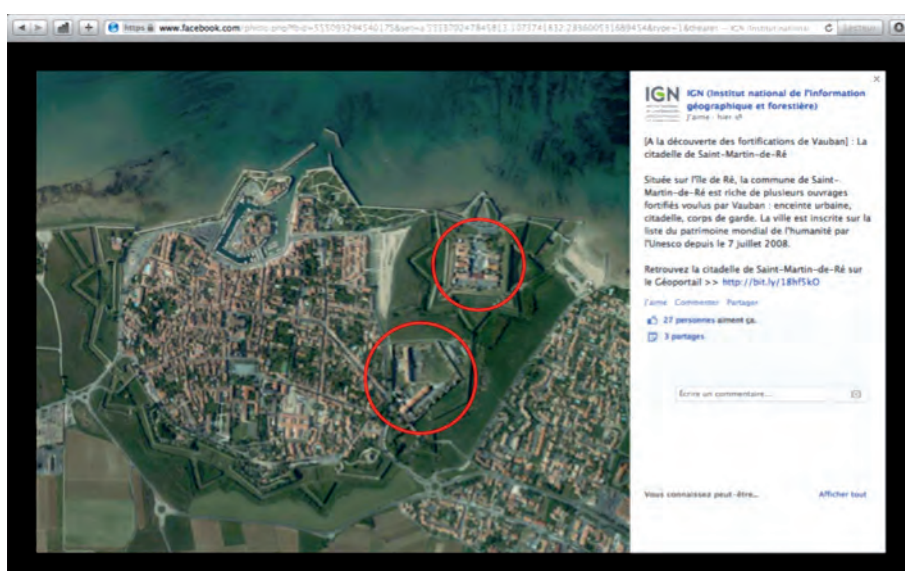 https www.facebook.com
IGN
IGN (Institut national de l'information
géographique et forestière)
J'aime · hier
[A la découverte des fortifications de Vauban] : La
citadelle de Saint-Martin-de-Ré
Située sur l'île de Ré, la commune de Saint-
Martin-de-Ré est riche de plusieurs ouvrages
fortifiés voulus par Vauban : enceinte urbaine,
citadelle, corps de garde. La ville est inscrite sur la
liste du patrimoine mondial de l'humanité par
l'Unesco depuis le 7 juillet 2008.
Retrouvez la citadelle de Saint-Martin-de-Ré sur
le Géoportail >> http://bit.ly/18hf5kO
J'aime Commenter Partager
27 personnes aiment ça.
3 partages
Écrire un commentaire...
Vous connaissez peut-être...
Afficher tout